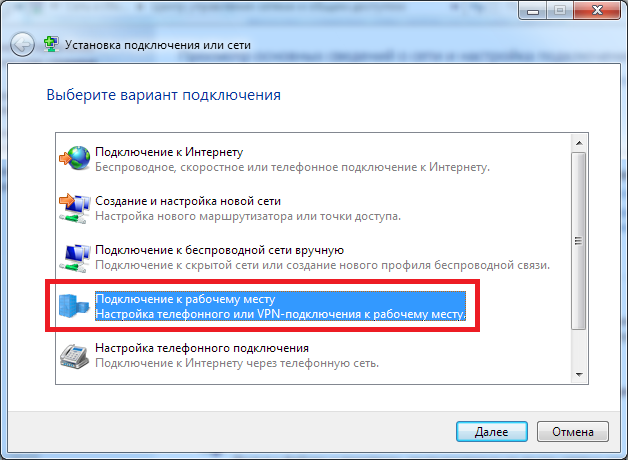 Установка подключения или сети
Выберите вариант подключения
Подключение к Интернету
Беспроводное, скоростное или телефонное подключение к Интернету.
Создание и настройка новой сети
Настройка нового маршрутизатора или точки доступа.
Подключение к беспроводной сети вручную
Подключение к скрытой сети или создание нового профиля беспроводной связи.
Подключение к рабочему месту
Настройка телефонного или VPN-подключения к рабочему месту.
Настройка телефонного подключения
Подключение к Интернету через телефонную сеть.
Далее
Отмена